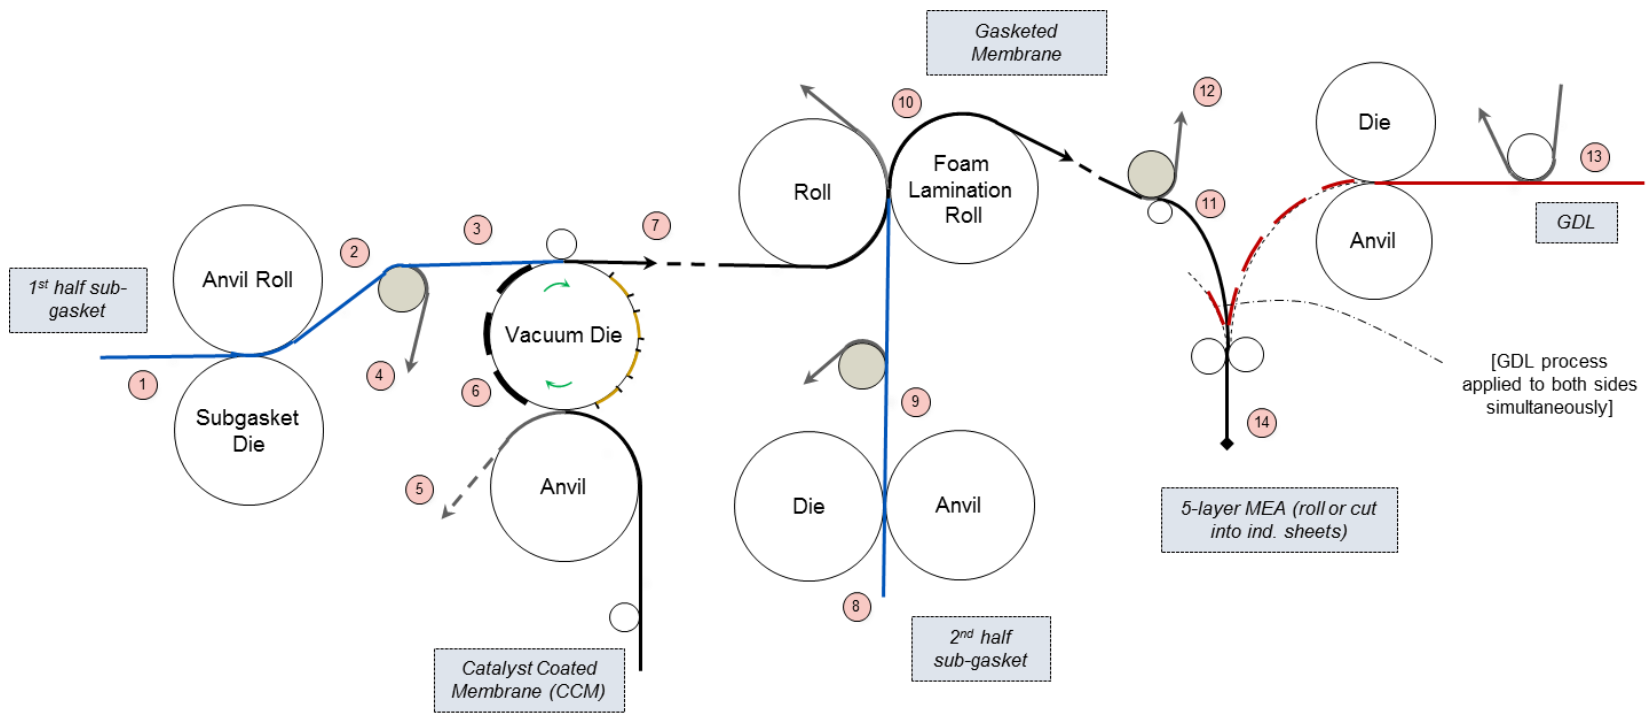 Gasketed
Membrane
12
10
Die
13
Roll
Foam
Lamination
Roll
11
GDL
Anvil
7
3
2
Anvil Roll
1st half sub-
gasket
Vacuum Die
[GDL process
applied to both sides
simultaneously]
1
4
6
9
14
Subgasket
Die
5
Anvil
Die
Anvil
5-layer MEA (roll or cut
into ind. sheets)
8
2nd half
sub-gasket
Catalyst Coated
Membrane (CCM)